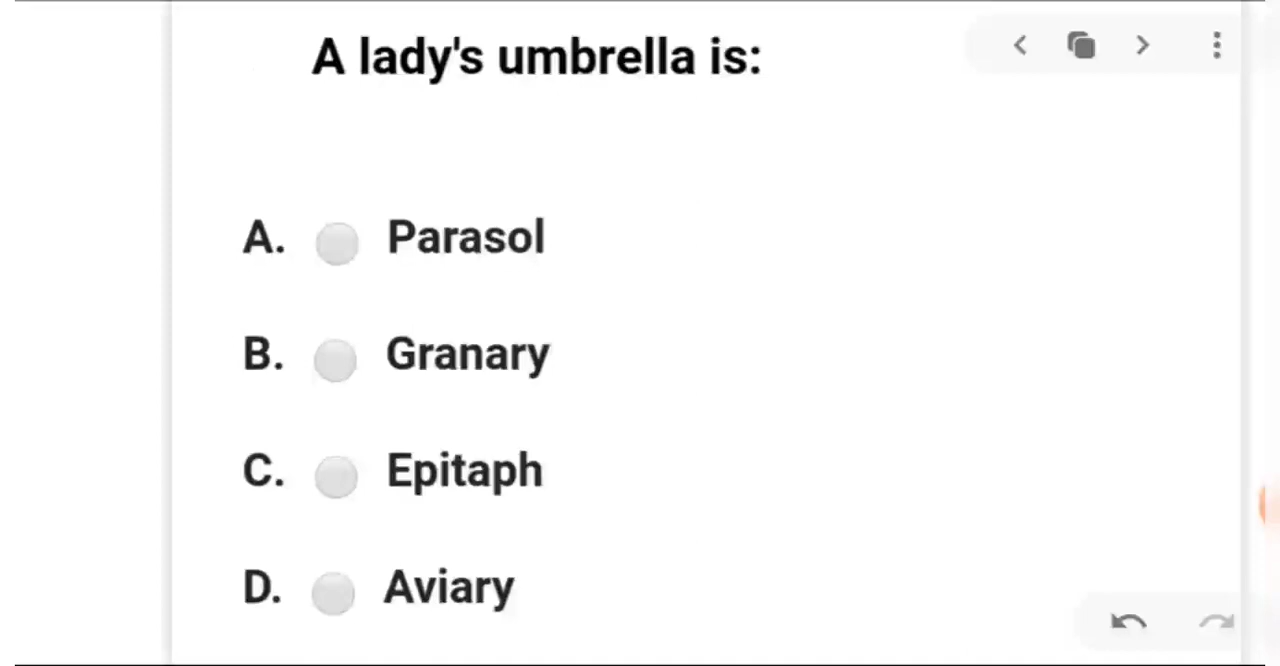 A lady's umbrella is:
A. Parasol
B. Granary
C. Epitaph
D. Aviary